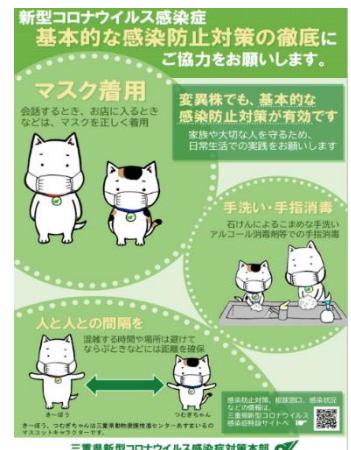 新型コロナウイルス感染症
基本的な感染防止対策の徹底に
ご協力をお願いします。
マスク着用
会話するとき、お店に入るとき
などは、マスクを正しく着用
変異株でも、基本的な
感染防止対策が有効です
家族や大切な人を守るため、
日常生活での実践をお願いします
手洗い・手指消毒
石けんによるこまめな手洗い
アルコール消毒剤等での手指消毒
人と人との間隔を
混雑する時間や場所は避けて
ならぶときなどには距離を確保
きーぼう
つむぎちゃん
きーぼう、つむぎちゃんは三重県動物愛護推進センターあすまいるの
マスコットキャラクターです。
感染防止対策、相談窓口、感染状況
などの情報は、
三重県新型コロナウイルス
感染症特設サイトへ
三重県新型コロナウイルス感染症対策本部